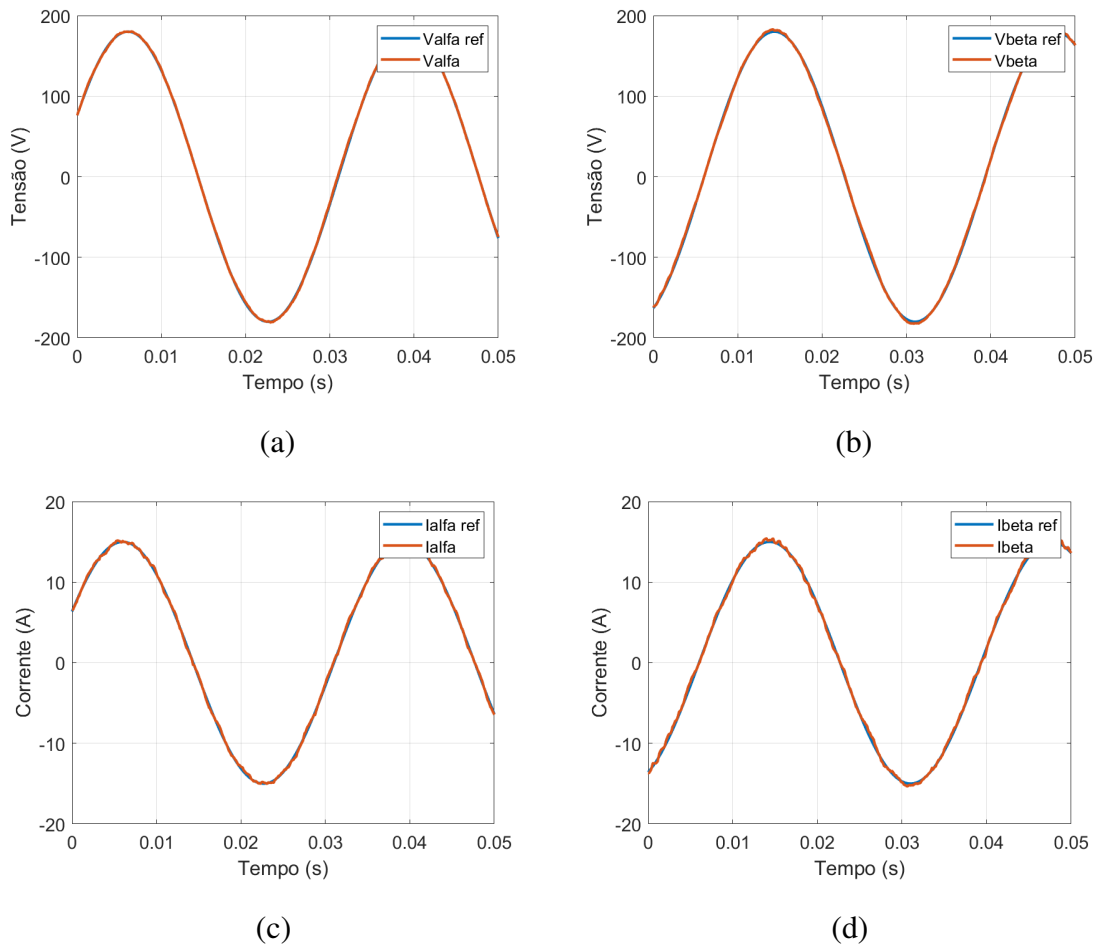 200
100
0
-100
-200
Tensão (V)
Valfa ref
Valfa
0 0.01 0.02 0.03 0.04 0.05
Tempo (s)
(a)
200
100
0
-100
-200
Tensão (V)
Vbeta ref
Vbeta
0 0.01 0.02 0.03 0.04 0.05
Tempo (s)
(b)
20
10
0
-10
-20
Corrente (A)
Ialfa ref
Ialfa
0 0.01 0.02 0.03 0.04 0.05
Tempo (s)
(c)
20
10
0
-10
-20
Corrente (A)
Ibeta ref
Ibeta
0 0.01 0.02 0.03 0.04 0.05
Tempo (s)
(d)